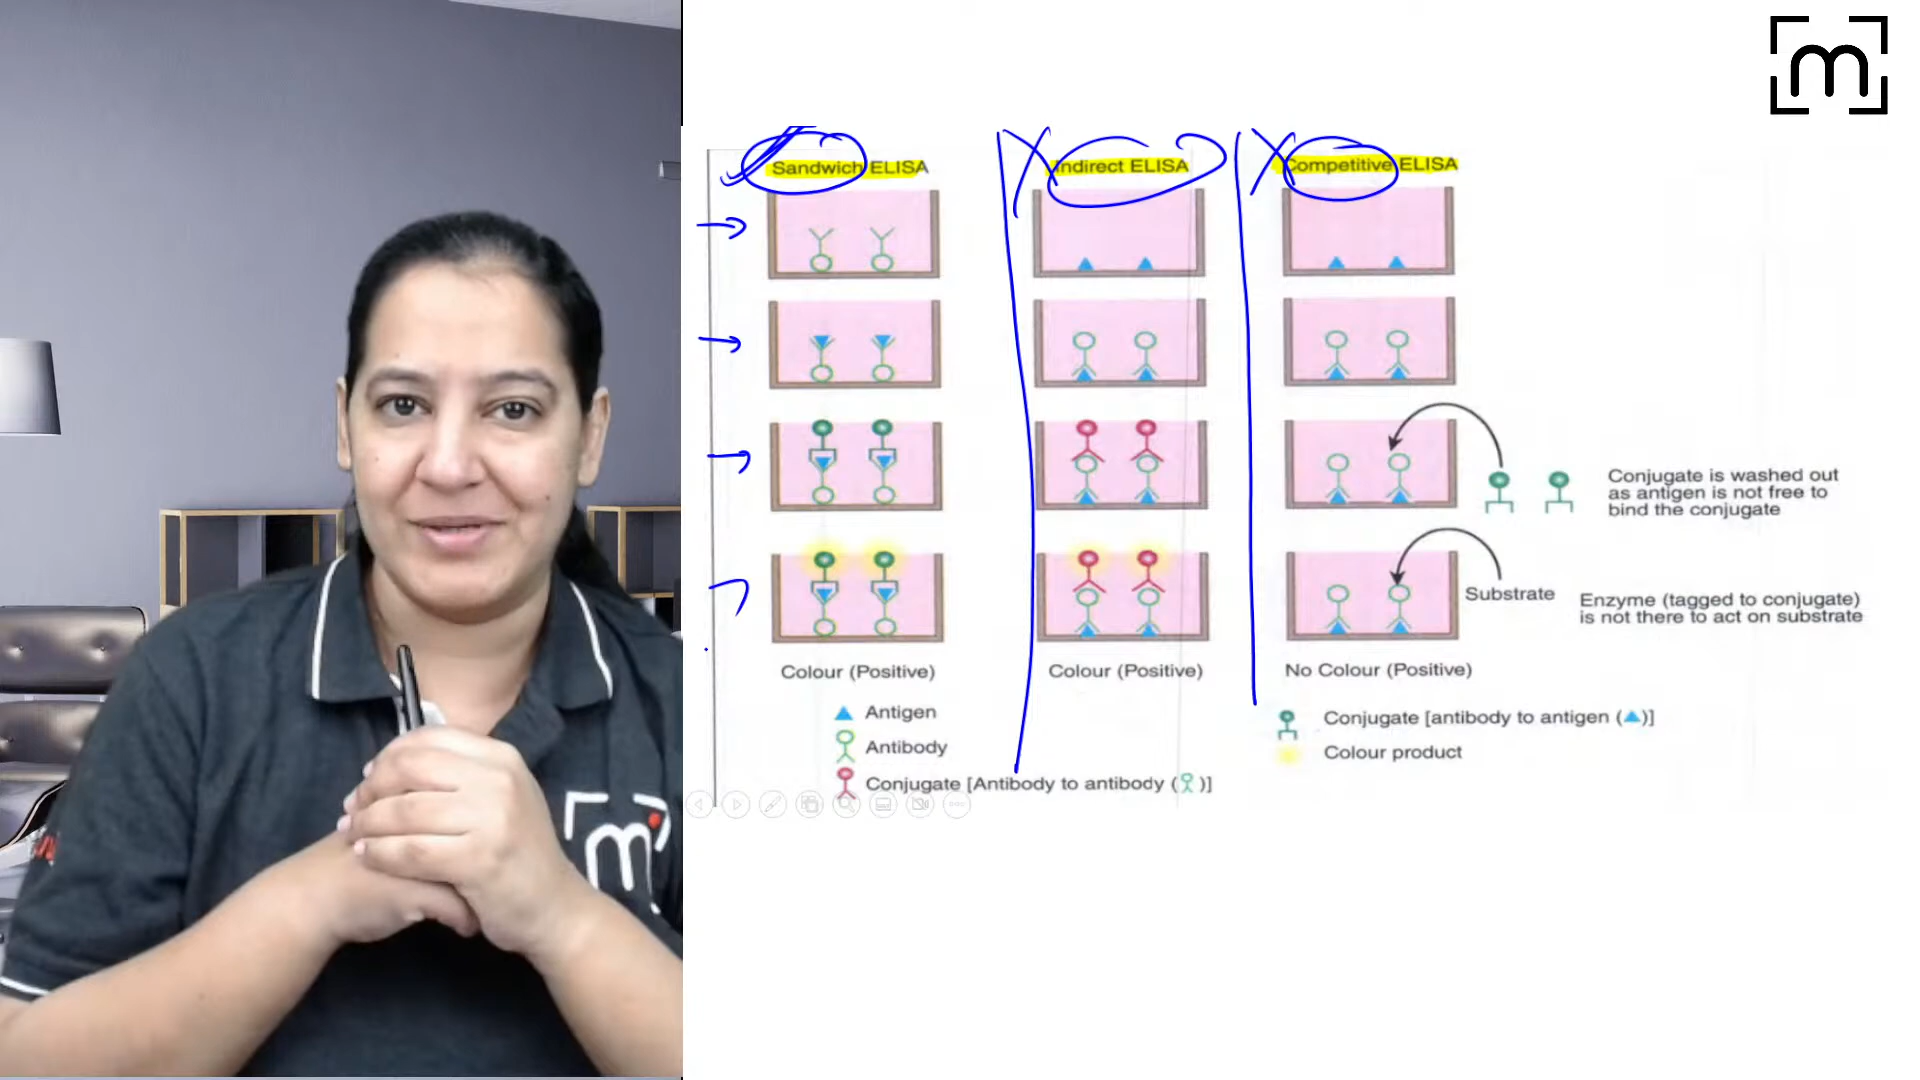 m
Sandwich ELISA
Indirect ELISA
Competitive ELISA
Conjugate is washed out
as antigen is not free to
bind the conjugate
Substrate
Enzyme (tagged to conjugate)
is not there to act on substrate
Colour (Positive)
Colour (Positive)
No Colour (Positive)
Antigen
Antibody
Conjugate [Antibody to antibody ( )]
Conjugate [antibody to antigen ( )]
Colour product
m